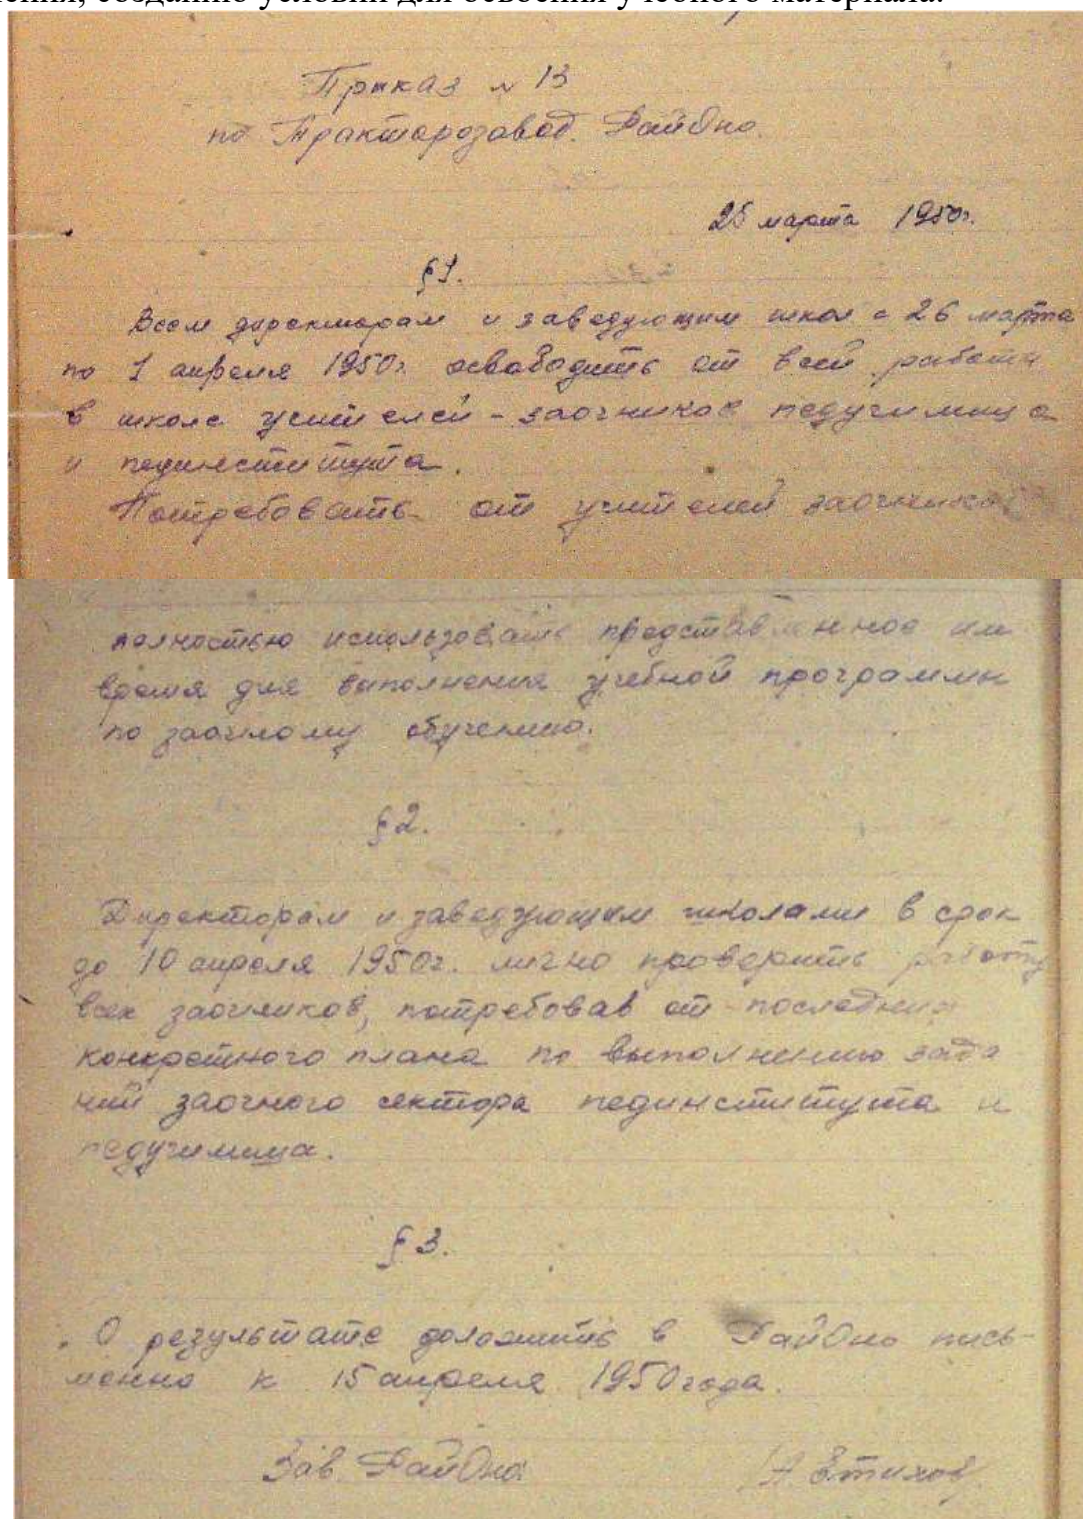 ения, созданию условий для освоения учебного материала.
Приказ № 13
по Тракторозавод. РайОно.
25 марта 1950г.
§1.
Всем директорам и заведующим школ с 26 марта
по 1 апреля 1950г. освободить от всей работы
в школе учителей-заочников педучилища
и пединститута.
Потребовать от учителей заочников
полностью использовать представленное им
время для выполнения учебной программы
по заочному обучению.
§2.
Директорам и заведующим школами в срок
до 10 апреля 1950г. лично проверить работу
всех заочников, потребовав от последних
конкретного плана по выполнению зада
ний заочного сектора пединститута и
педучилища.
§3.
О результате доложить в РайОно пись-
менно к 15 апреля 1950 года.
Зав. РайОно